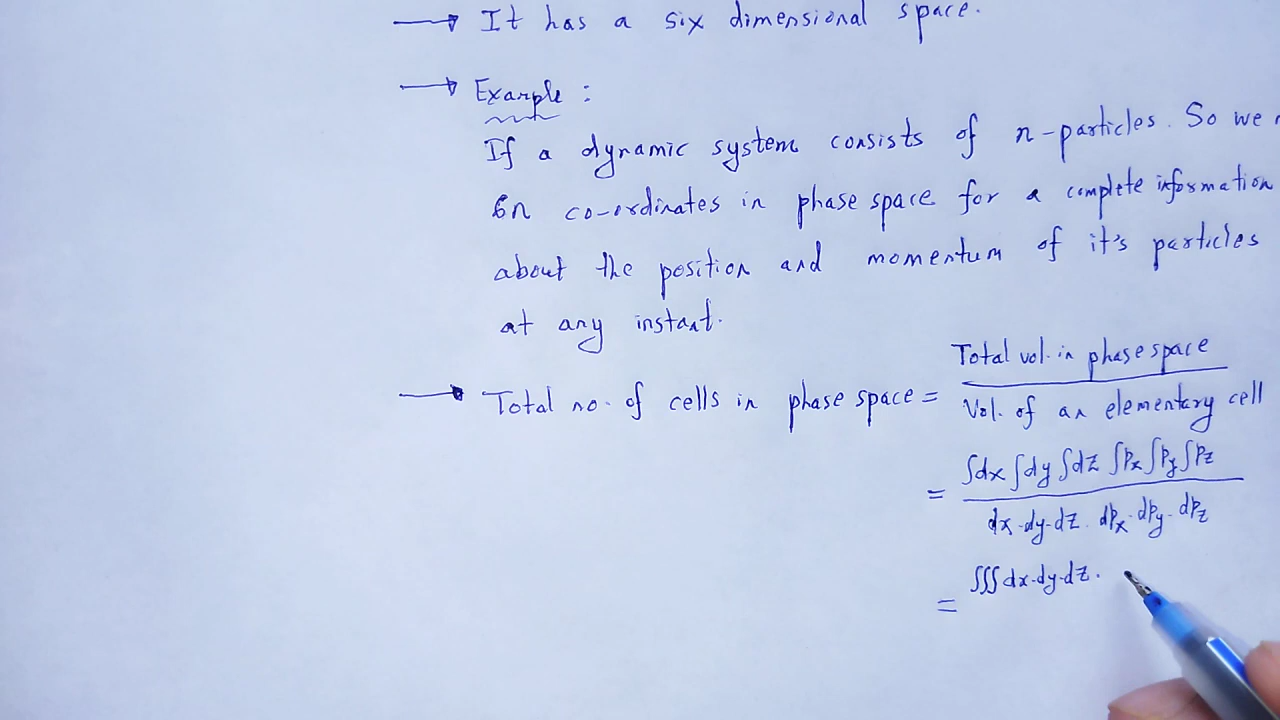 → It has a six dimensional space.
→ Example :
If a dynamic system consists of n-particles. So we
6n co-ordinates in phase space for a complete information
about the position and momentum of it's particles
at any instant.
→ Total no. of cells in phase space = Total vol. in phase space / Vol. of an elementary cell
= ∫dx ∫dy ∫dz ∫px ∫py ∫pz / dx·dy·dz. dpx·dpy·dpz
= ∫∫∫ dx·dy·dz.